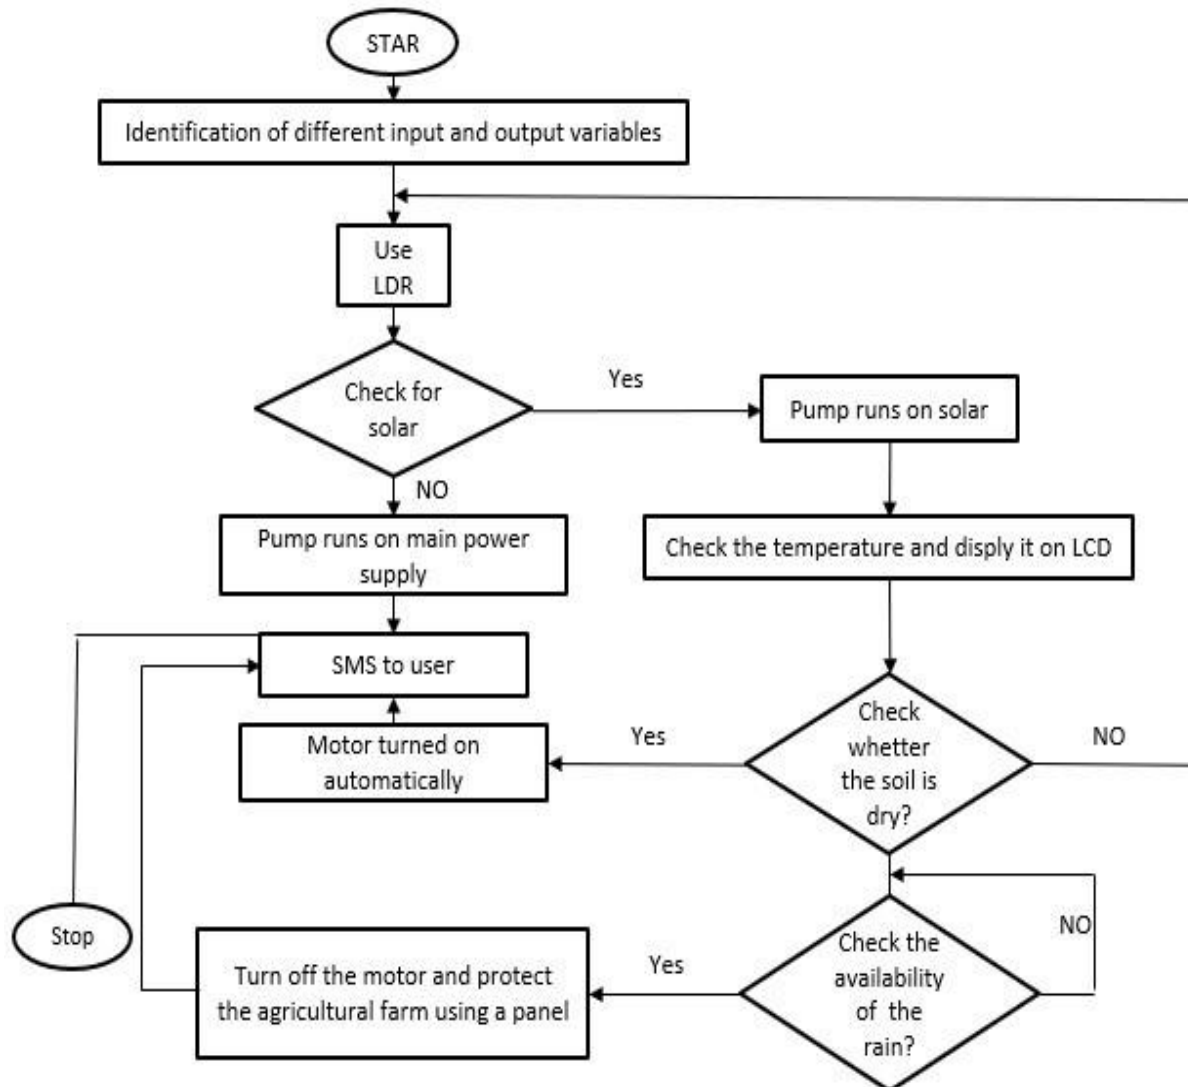 STAR
Identification of different input and output variables
Use
LDR
Check for
solar
Yes
Pump runs on solar
NO
Pump runs on main power
supply
Check the temperature and disply it on LCD
SMS to user
Motor turned on
automatically
Yes
Check
whetter
the soil is
dry?
NO
Stop
Turn off the motor and protect
the agricultural farm using a panel
Yes
Check the
availability
of the
rain?
NO